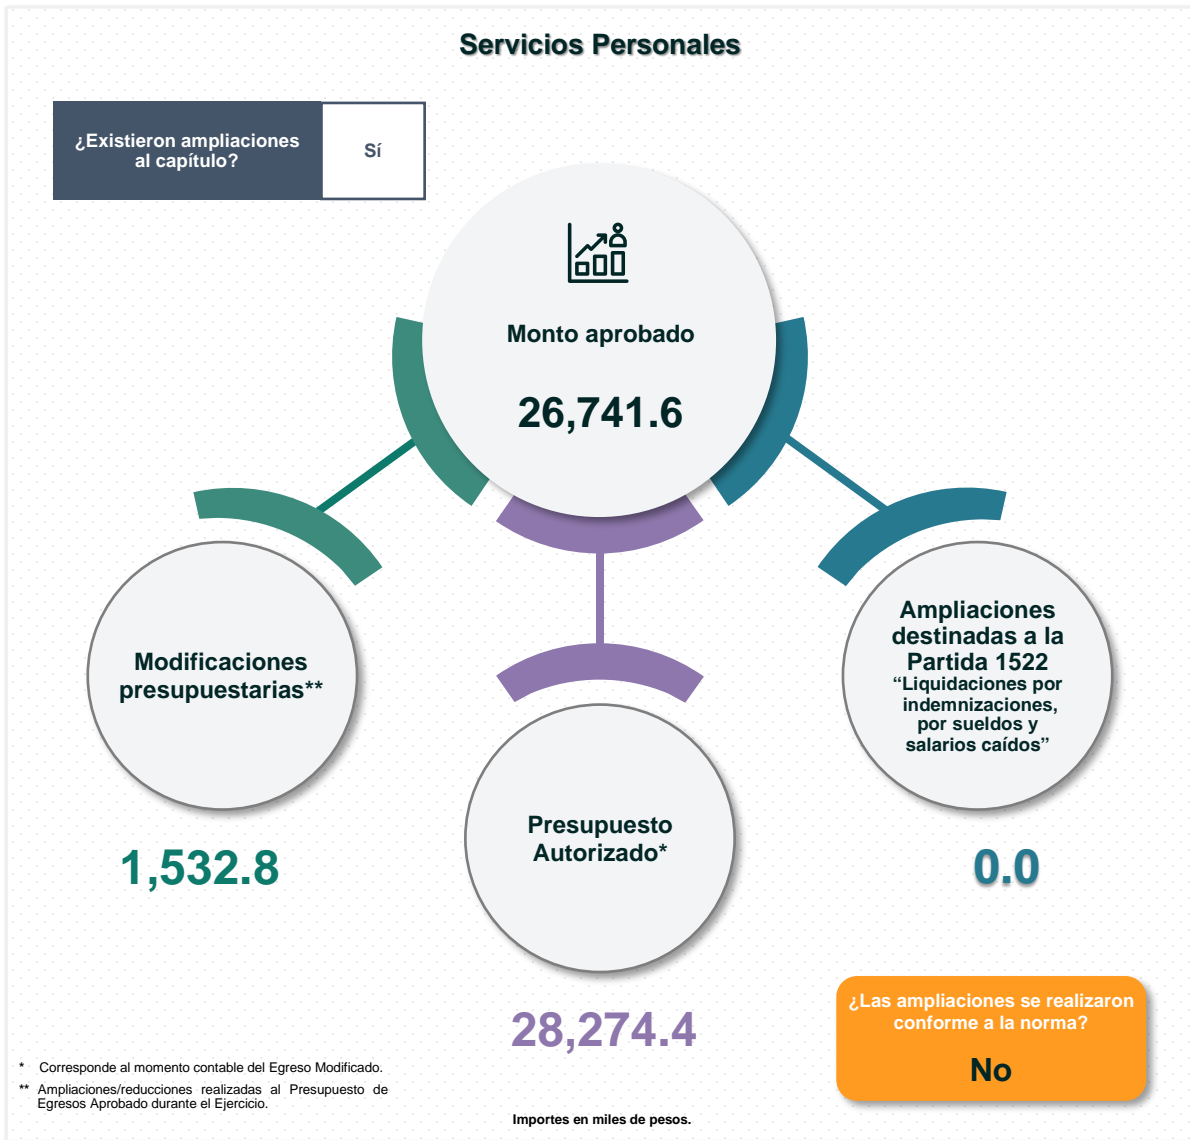 Servicios Personales
¿Existieron ampliaciones
al capítulo?
Sí
Monto aprobado
26,741.6
Modificaciones
presupuestarias**
1,532.8
Presupuesto
Autorizado*
28,274.4
Ampliaciones
destinadas a la
Partida 1522
“Liquidaciones por
indemnizaciones,
por sueldos y
salarios caídos”
0.0
¿Las ampliaciones se realizaron
conforme a la norma?
No
* Corresponde al momento contable del Egreso Modificado.
** Ampliaciones/reducciones realizadas al Presupuesto de
Egresos Aprobado durante el Ejercicio.
Importes en miles de pesos.